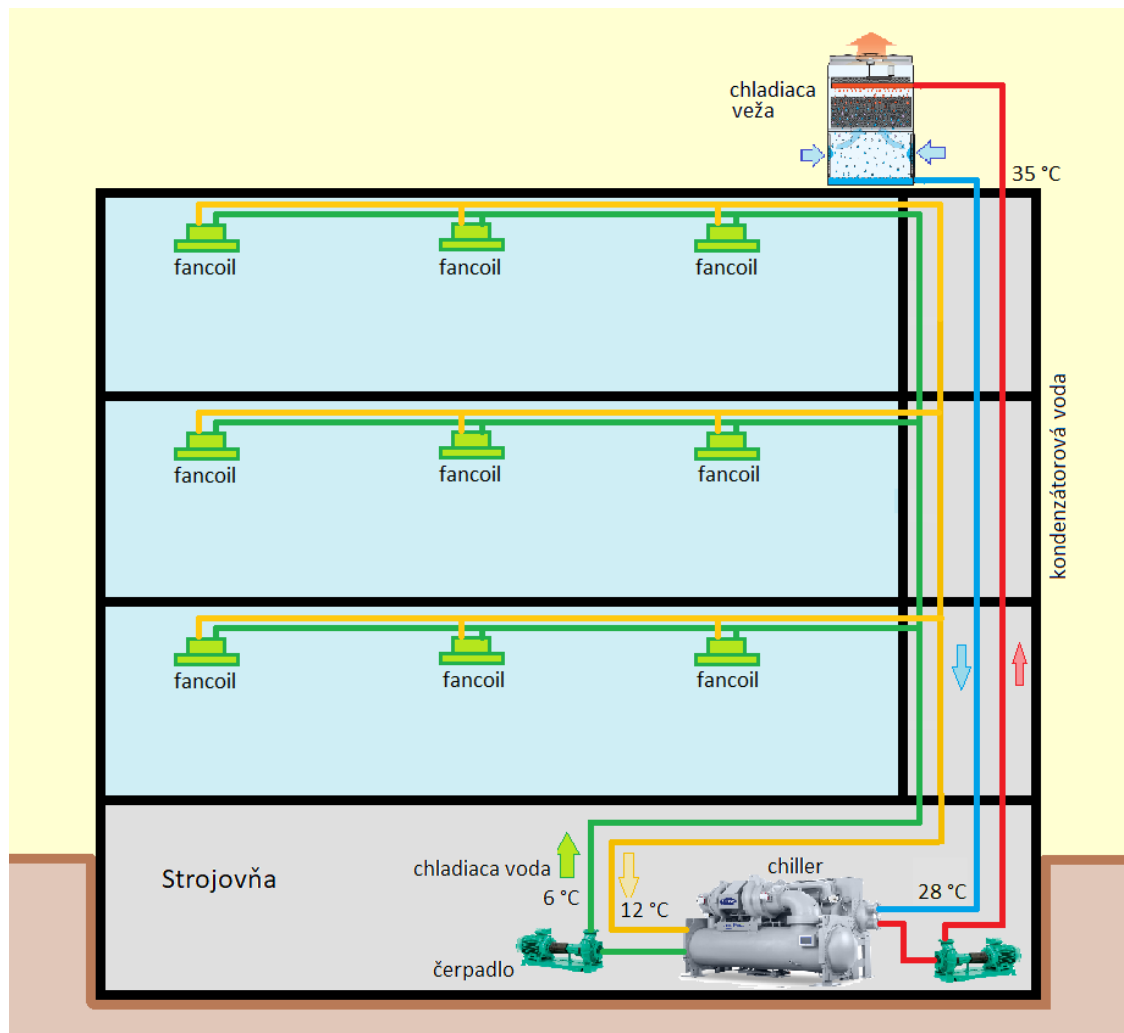 chladiaca
veža
35 °C
fancoil
fancoil
fancoil
kondenzátorová voda
fancoil
fancoil
fancoil
fancoil
fancoil
fancoil
Strojovňa
chladiaca voda
6 °C
12 °C
chiller
28 °C
čerpadlo